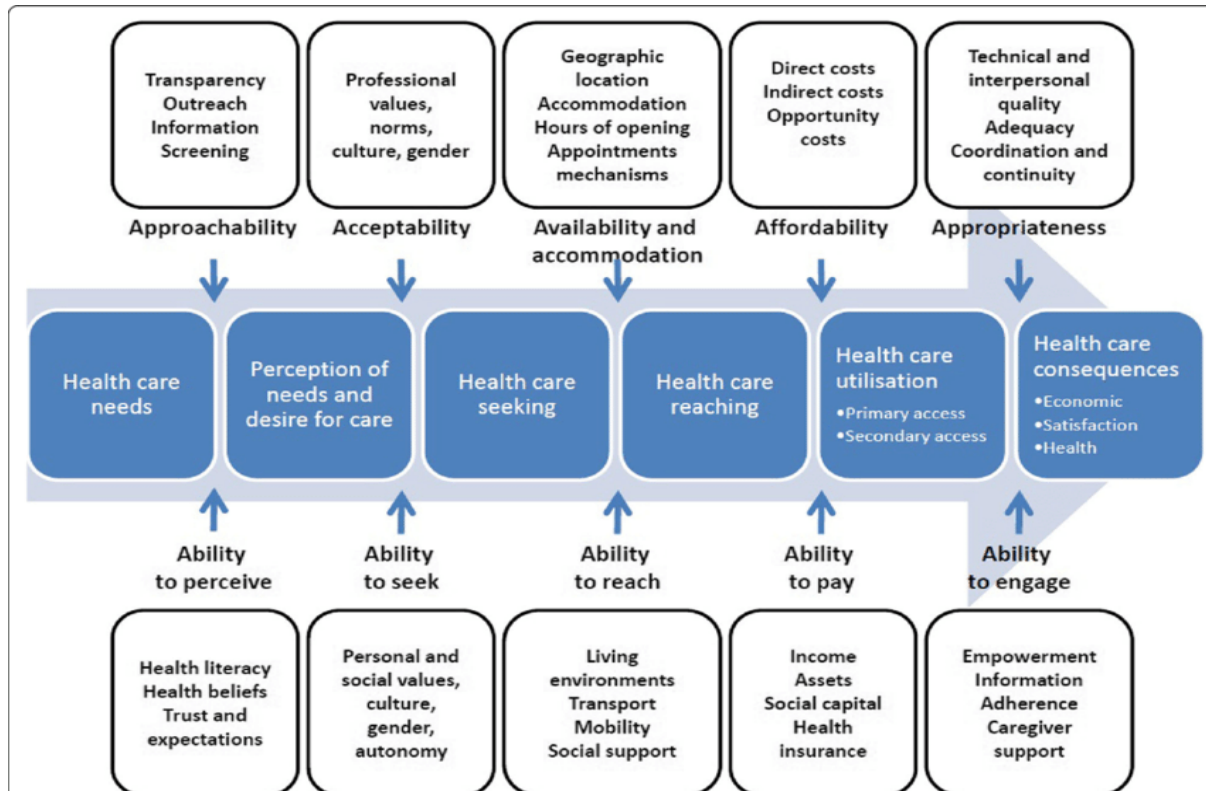 Transparency
Outreach
Information
Screening
Professional
values,
norms,
culture, gender
Geographic
location
Accommodation
Hours of opening
Appointments
mechanisms
Direct costs
Indirect costs
Opportunity
costs
Technical and
interpersonal
quality
Adequacy
Coordination and
continuity
Approachability
Acceptability
Availability and
accommodation
Affordability
Appropriateness
Health care
needs
Perception of
needs and
desire for care
Health care
seeking
Health care
reaching
Health care
utilisation
•Primary access
•Secondary access
Health care
consequences
•Economic
•Satisfaction
•Health
Ability
to perceive
Ability
to seek
Ability
to reach
Ability
to pay
Ability
to engage
Health literacy
Health beliefs
Trust and
expectations
Personal and
social values,
culture,
gender,
autonomy
Living
environments
Transport
Mobility
Social support
Income
Assets
Social capital
Health
insurance
Empowerment
Information
Adherence
Caregiver
support